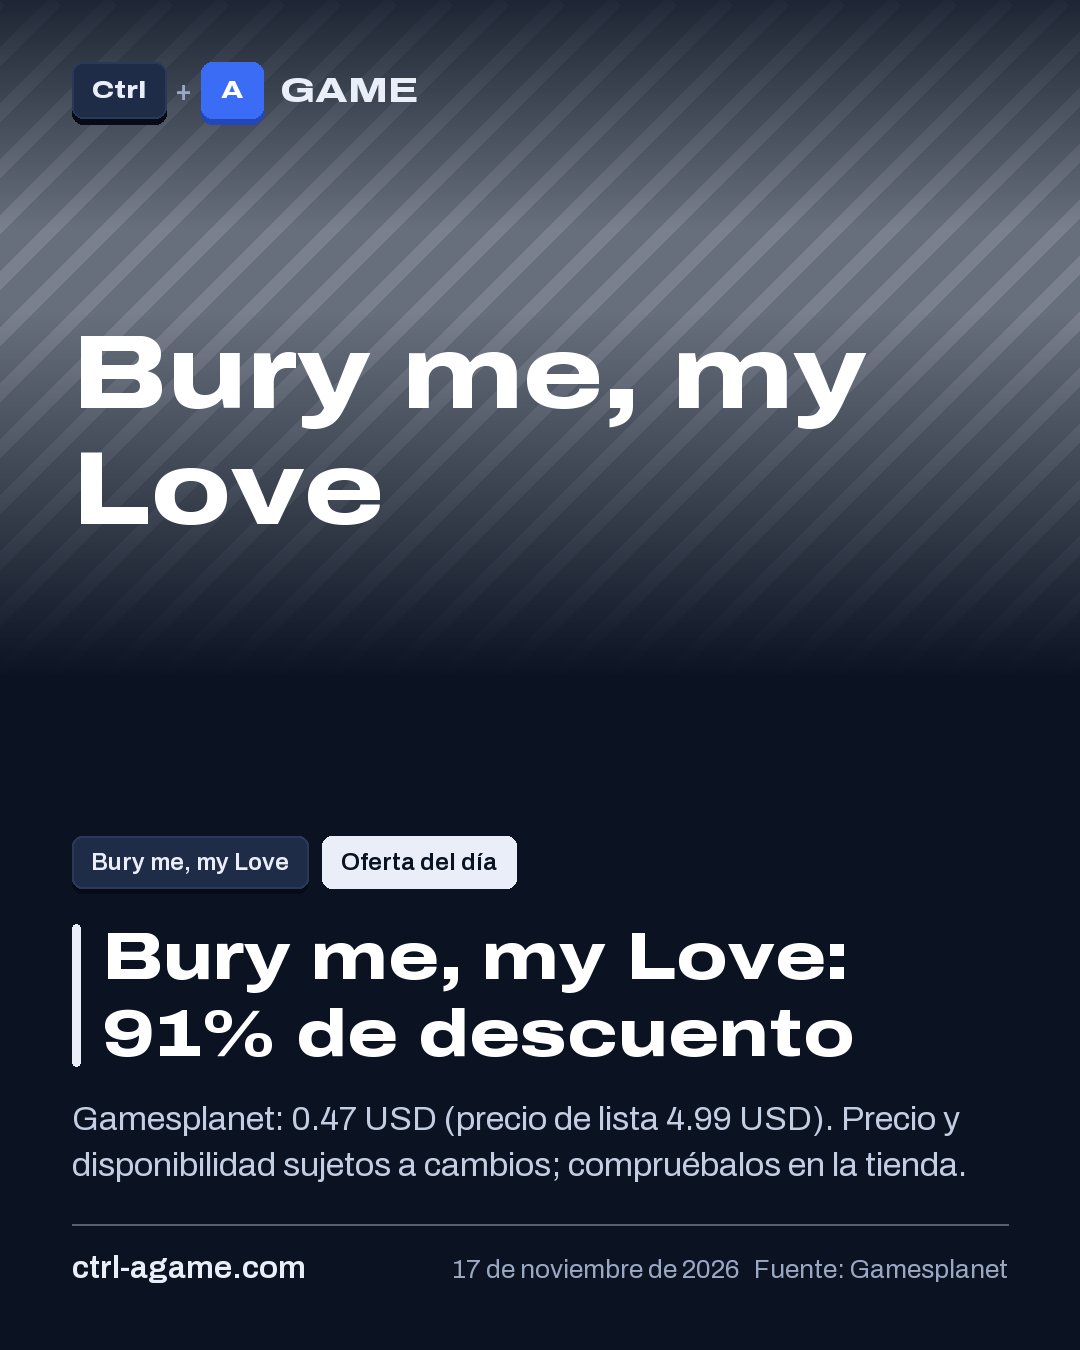 Ctrl + A GAME
Bury me, my
Love
Bury me, my Love
Oferta del día
Bury me, my Love:
91% de descuento
Gamesplanet: 0.47 USD (precio de lista 4.99 USD). Precio y
disponibilidad sujetos a cambios; compruébalos en la tienda.
ctrl-agame.com
17 de noviembre de 2026 Fuente: Gamesplanet